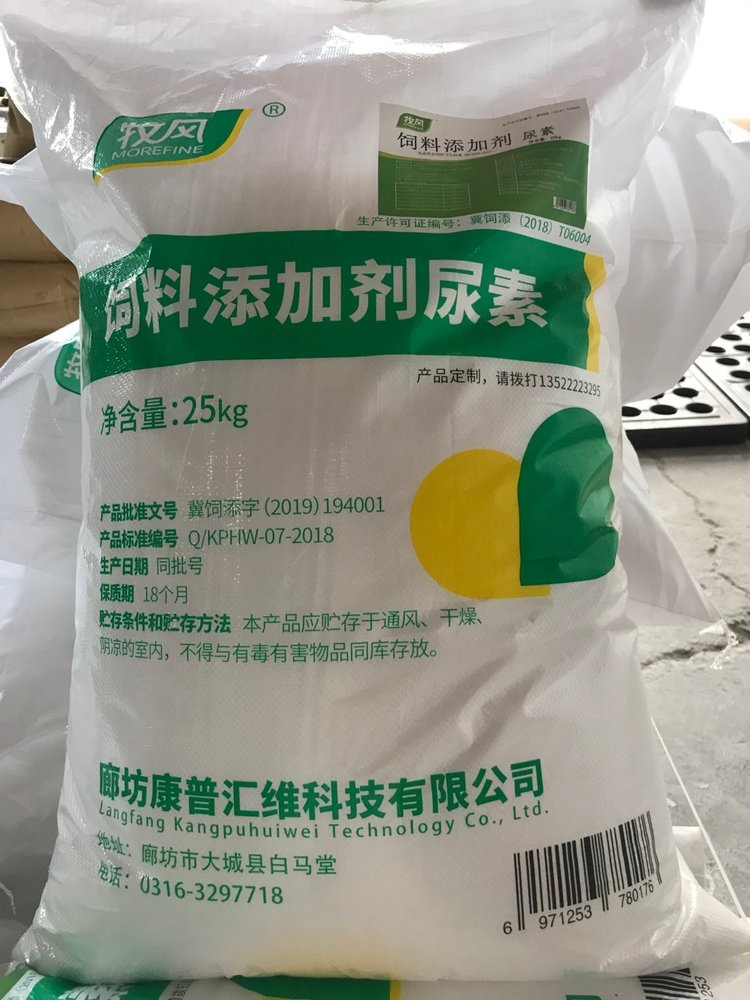 牧风
MOREFINE
®
牧风
饲料添加剂 尿素
生产许可证编号：冀饲添（2018）T06004
饲料添加剂尿素
产品定制，请拨打13522223295
净含量：25kg
产品批准文号 冀饲添字（2019）194001
产品标准编号 Q/KPHW-07-2018
生产日期 同批号
保质期 18个月
贮存条件和贮存方法 本产品应贮存于通风、干燥、
阴凉的室内，不得与有毒有害物品同库存放。
廊坊康普汇维科技有限公司
Langfang Kangpuhuiwei Technology Co., Ltd.
地址：廊坊市大城县白马堂
电话：0316-3297718
6 971253 780176